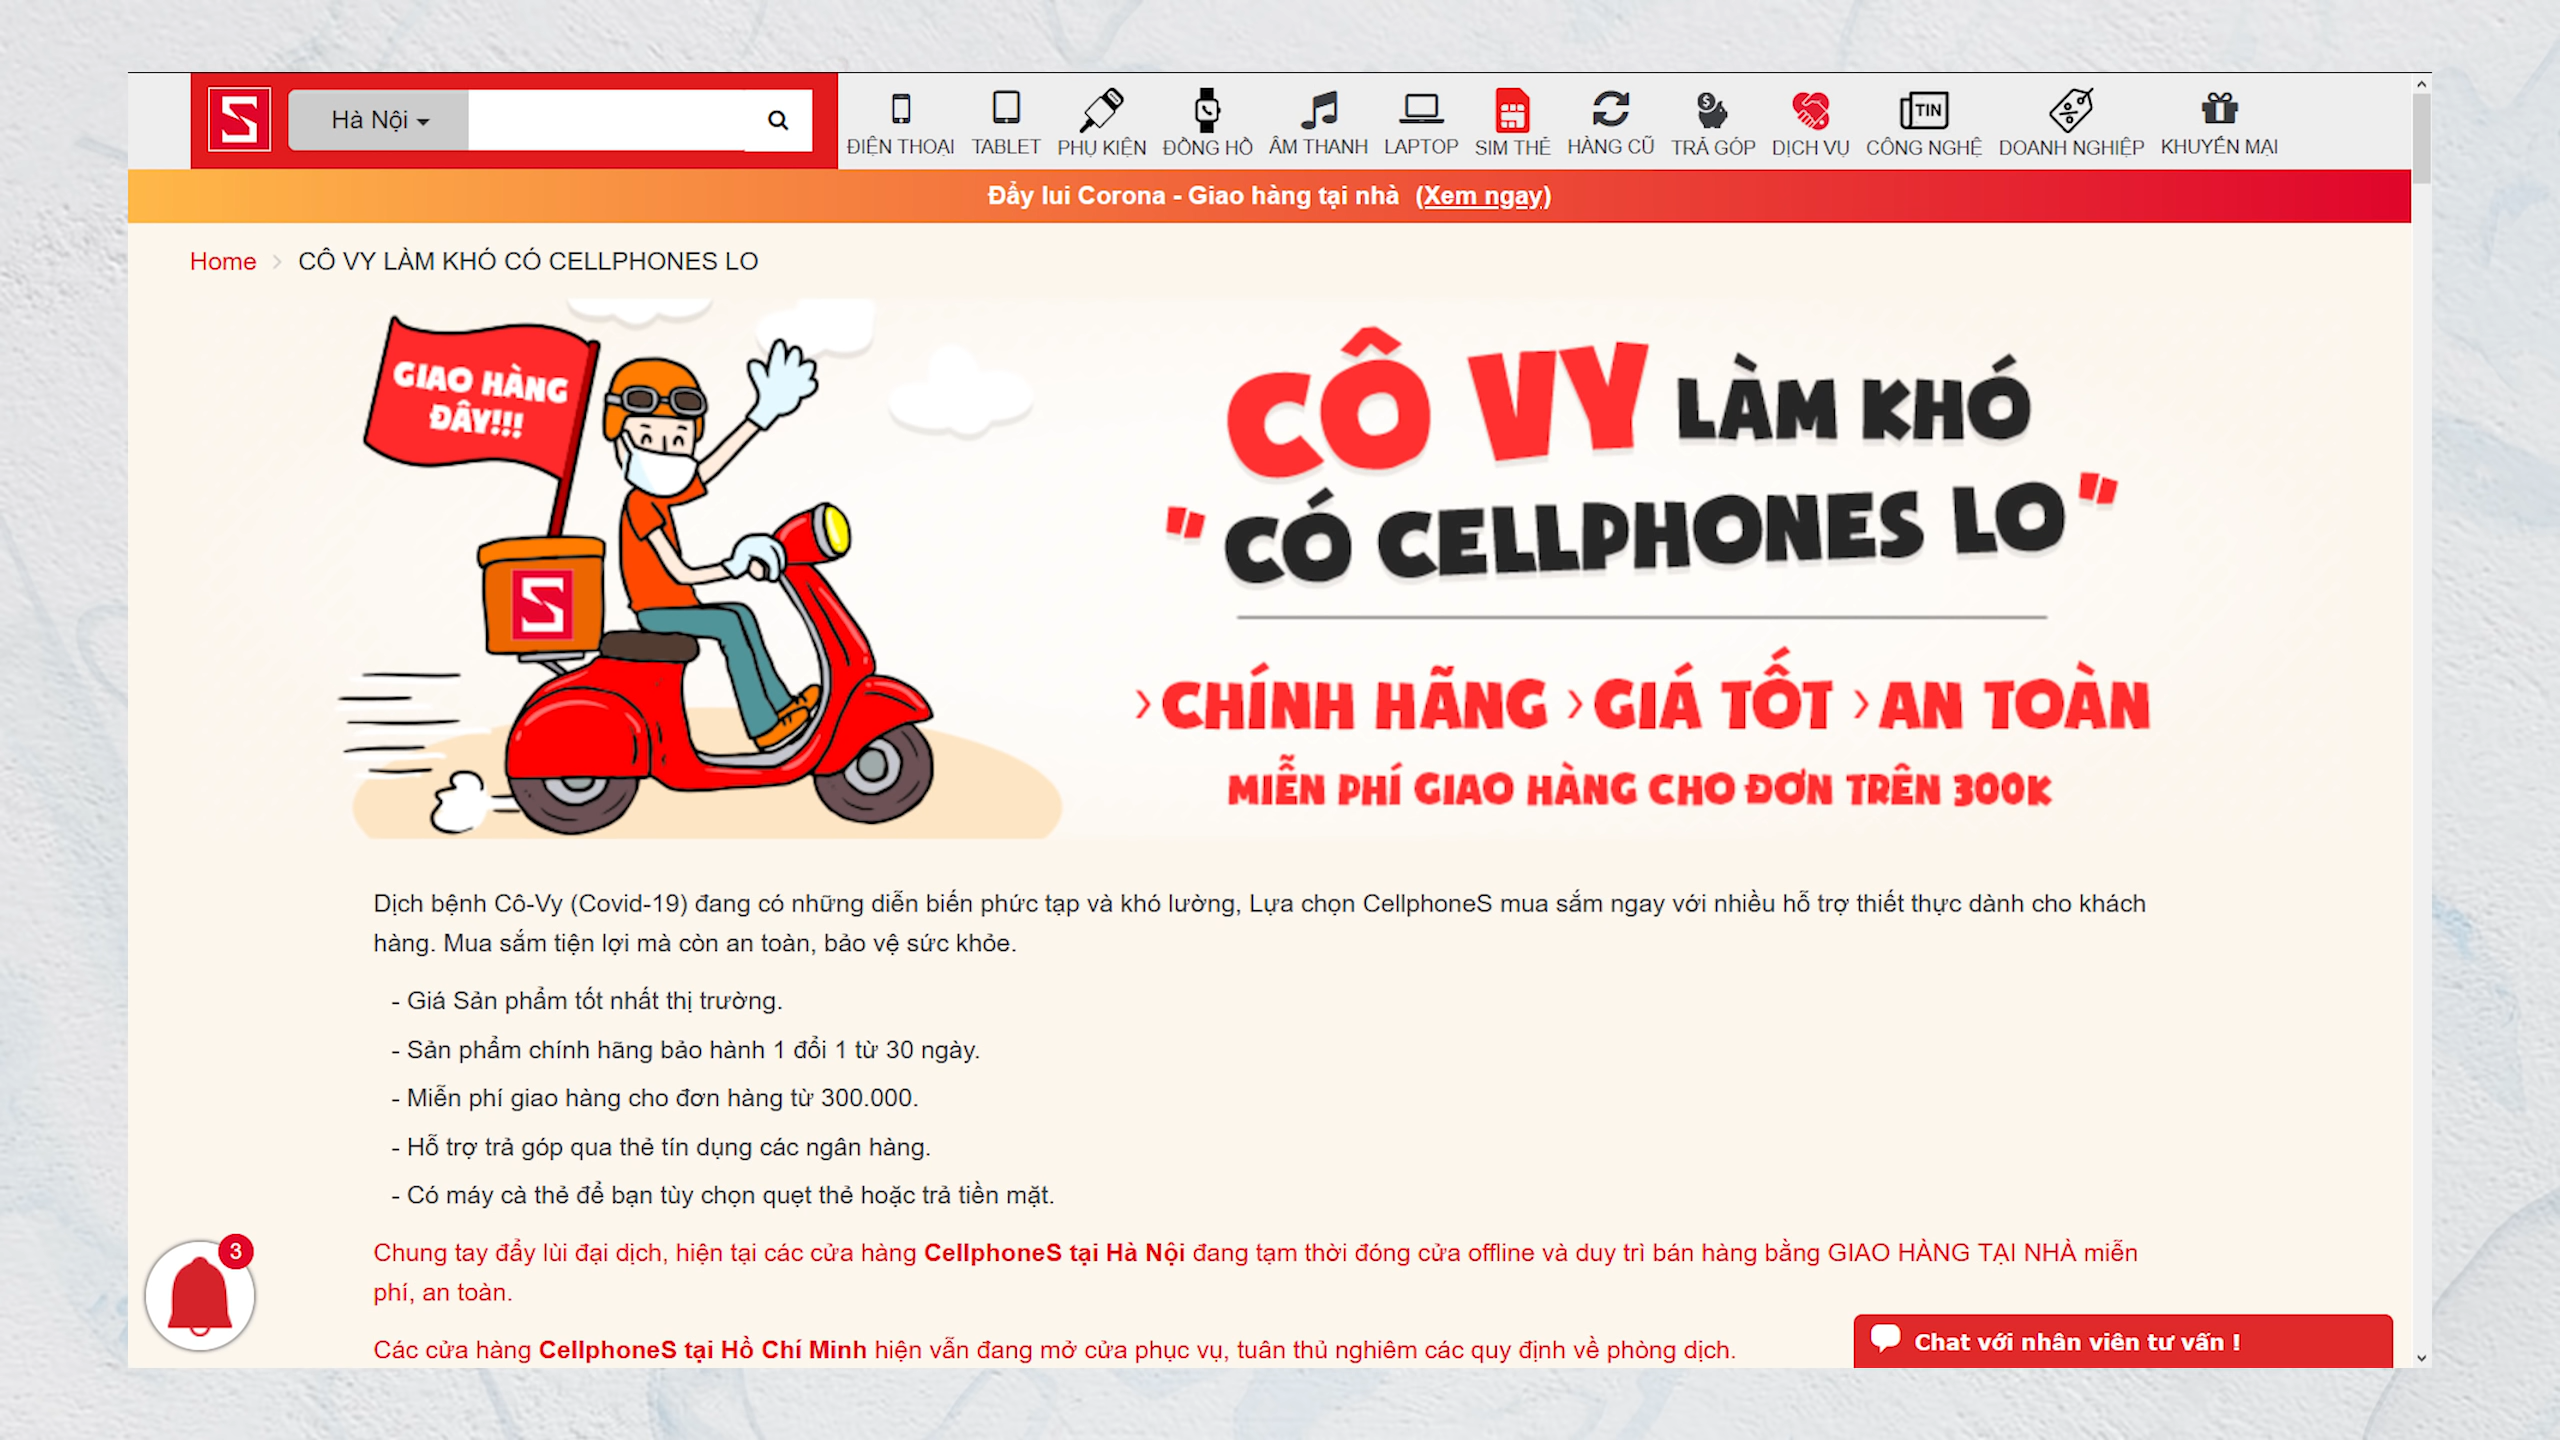 Hà Nội
ĐIỆN THOẠI
TABLET
PHỤ KIỆN
ĐỒNG HỒ
ÂM THANH
LAPTOP
SIM THẺ
HÀNG CŨ
TRẢ GÓP
DỊCH VỤ
TIN
CÔNG NGHỆ
DOANH NGHIỆP
KHUYẾN MẠI
Đẩy lui Corona - Giao hàng tại nhà (Xem ngay)
Home > CÔ VY LÀM KHÓ CÓ CELLPHONES LO
GIAO HÀNG
ĐÂY!!!
S
CÔ VY LÀM KHÓ
"CÓ CELLPHONES LO"
› CHÍNH HÃNG › GIÁ TỐT › AN TOÀN
MIỄN PHÍ GIAO HÀNG CHO ĐƠN TRÊN 300K
Dịch bệnh Cô-Vy (Covid-19) đang có những diễn biến phức tạp và khó lường, Lựa chọn CellphoneS mua sắm ngay với nhiều hỗ trợ thiết thực dành cho khách
hàng. Mua sắm tiện lợi mà còn an toàn, bảo vệ sức khỏe.
- Giá Sản phẩm tốt nhất thị trường.
- Sản phẩm chính hãng bảo hành 1 đổi 1 từ 30 ngày.
- Miễn phí giao hàng cho đơn hàng từ 300.000.
- Hỗ trợ trả góp qua thẻ tín dụng các ngân hàng.
- Có máy cà thẻ để bạn tùy chọn quẹt thẻ hoặc trả tiền mặt.
Chung tay đẩy lùi đại dịch, hiện tại các cửa hàng CellphoneS tại Hà Nội đang tạm thời đóng cửa offline và duy trì bán hàng bằng GIAO HÀNG TẠI NHÀ miễn
phí, an toàn.
Các cửa hàng CellphoneS tại Hồ Chí Minh hiện vẫn đang mở cửa phục vụ, tuân thủ nghiêm các quy định về phòng dịch.
3
Chat với nhân viên tư vấn !